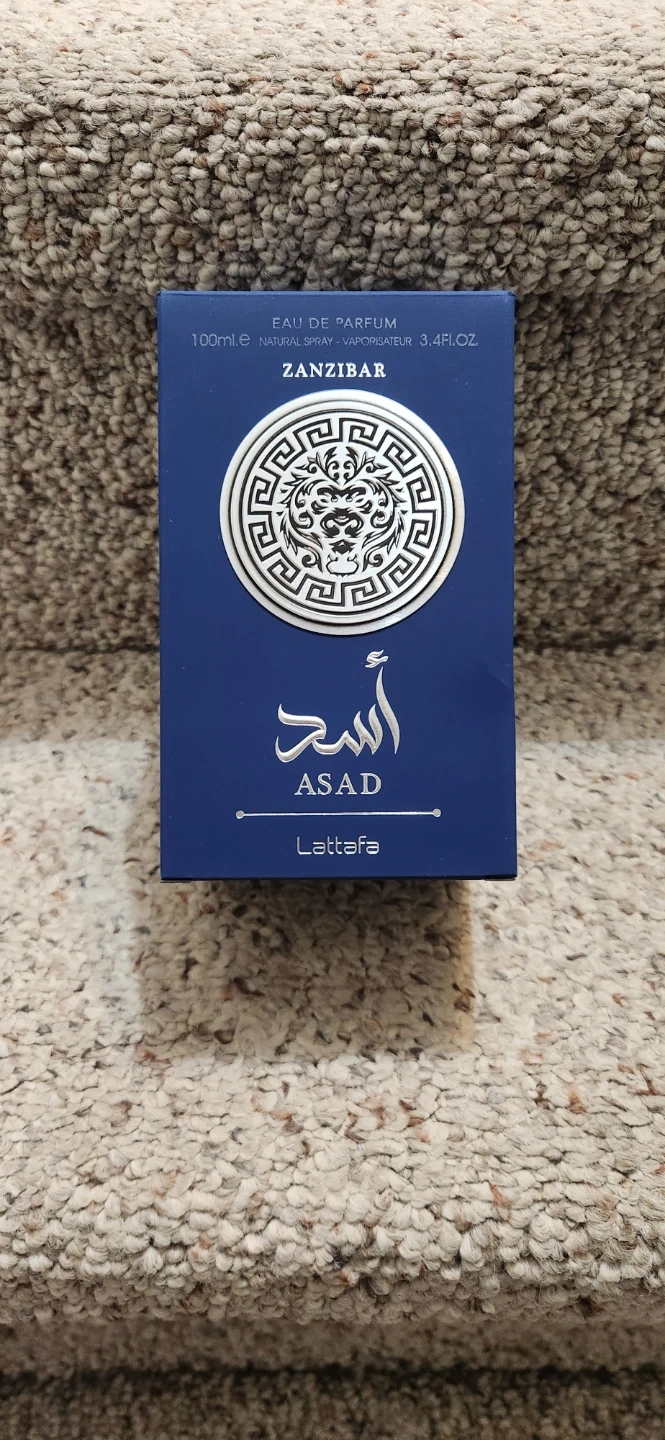 EAU DE PARFUM
100ml.e NATURAL SPRAY - VAPORISATEUR 3.4Fl.OZ.
ZANZIBAR
أسد
ASAD
Lattafa